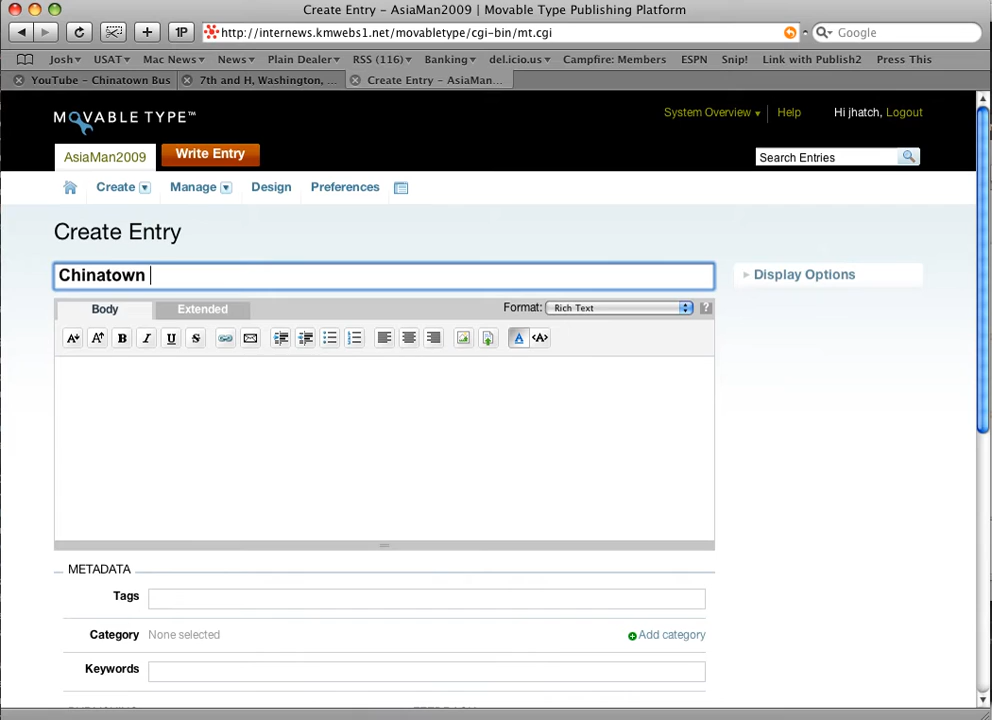 Create Entry - AsiaMan2009 | Movable Type Publishing Platform
1P http://internews.kmwebs1.net/movabletype/cgi-bin/mt.cgi Google
Josh USAT Mac News News Plain Dealer RSS (116) Banking del.icio.us Campfire: Members ESPN Snip! Link with Publish2 Press This
YouTube - Chinatown Bus 7th and H, Washington, ... Create Entry - AsiaMan...
MOVABLE TYPE™ System Overview Help Hi jhatch, Logout
AsiaMan2009 Write Entry Search Entries
Create Manage Design Preferences
Create Entry
Chinatown
Display Options
Body Extended Format: Rich Text ?
A A B I U S A <A>
METADATA
Tags
Category None selected Add category
Keywords